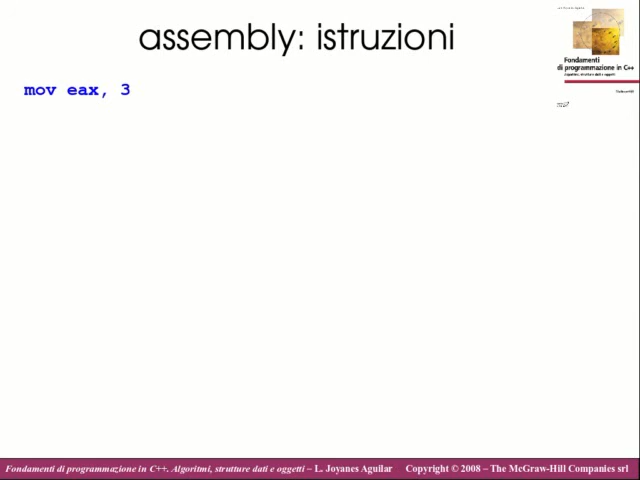 assembly: istruzioni
Fondamenti
di programmazione in C++
mov eax, 3
Fondamenti di programmazione in C++. Algoritmi, strutture dati e oggetti – L. Joyanes Aguilar Copyright © 2008 – The McGraw-Hill Companies srl